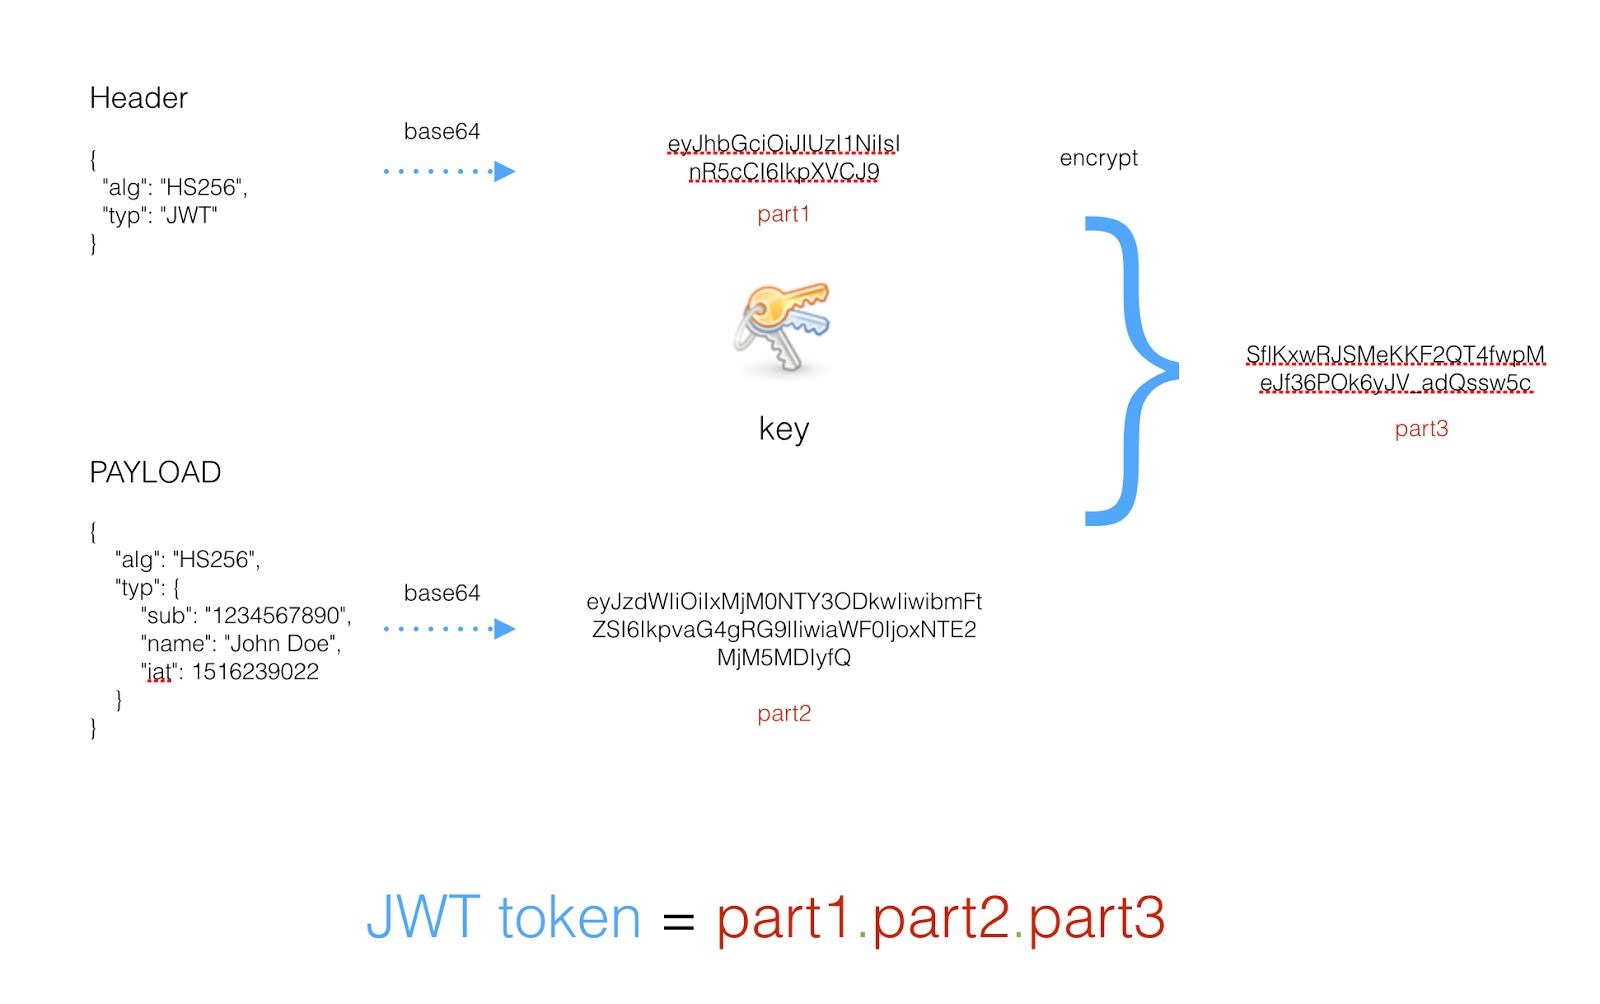 Header
{
"alg": "HS256",
"typ": "JWT"
}
base64
eyJhbGciOiJIUzI1NiIsI
nR5cCI6IkpXVCJ9
part1
encrypt
key
SflKxwRJSMeKKF2QT4fwpM
eJf36POk6yJV_adQssw5c
part3
PAYLOAD
{
"alg": "HS256",
"typ": {
"sub": "1234567890",
"name": "John Doe",
"iat": 1516239022
}
}
base64
eyJzdWIiOiIxMjM0NTY3ODkwIiwibmFt
ZSI6IkpvaG4gRG9lIiwiaWF0IjoxNTE2
MjM5MDIyfQ
part2
JWT token = part1.part2.part3